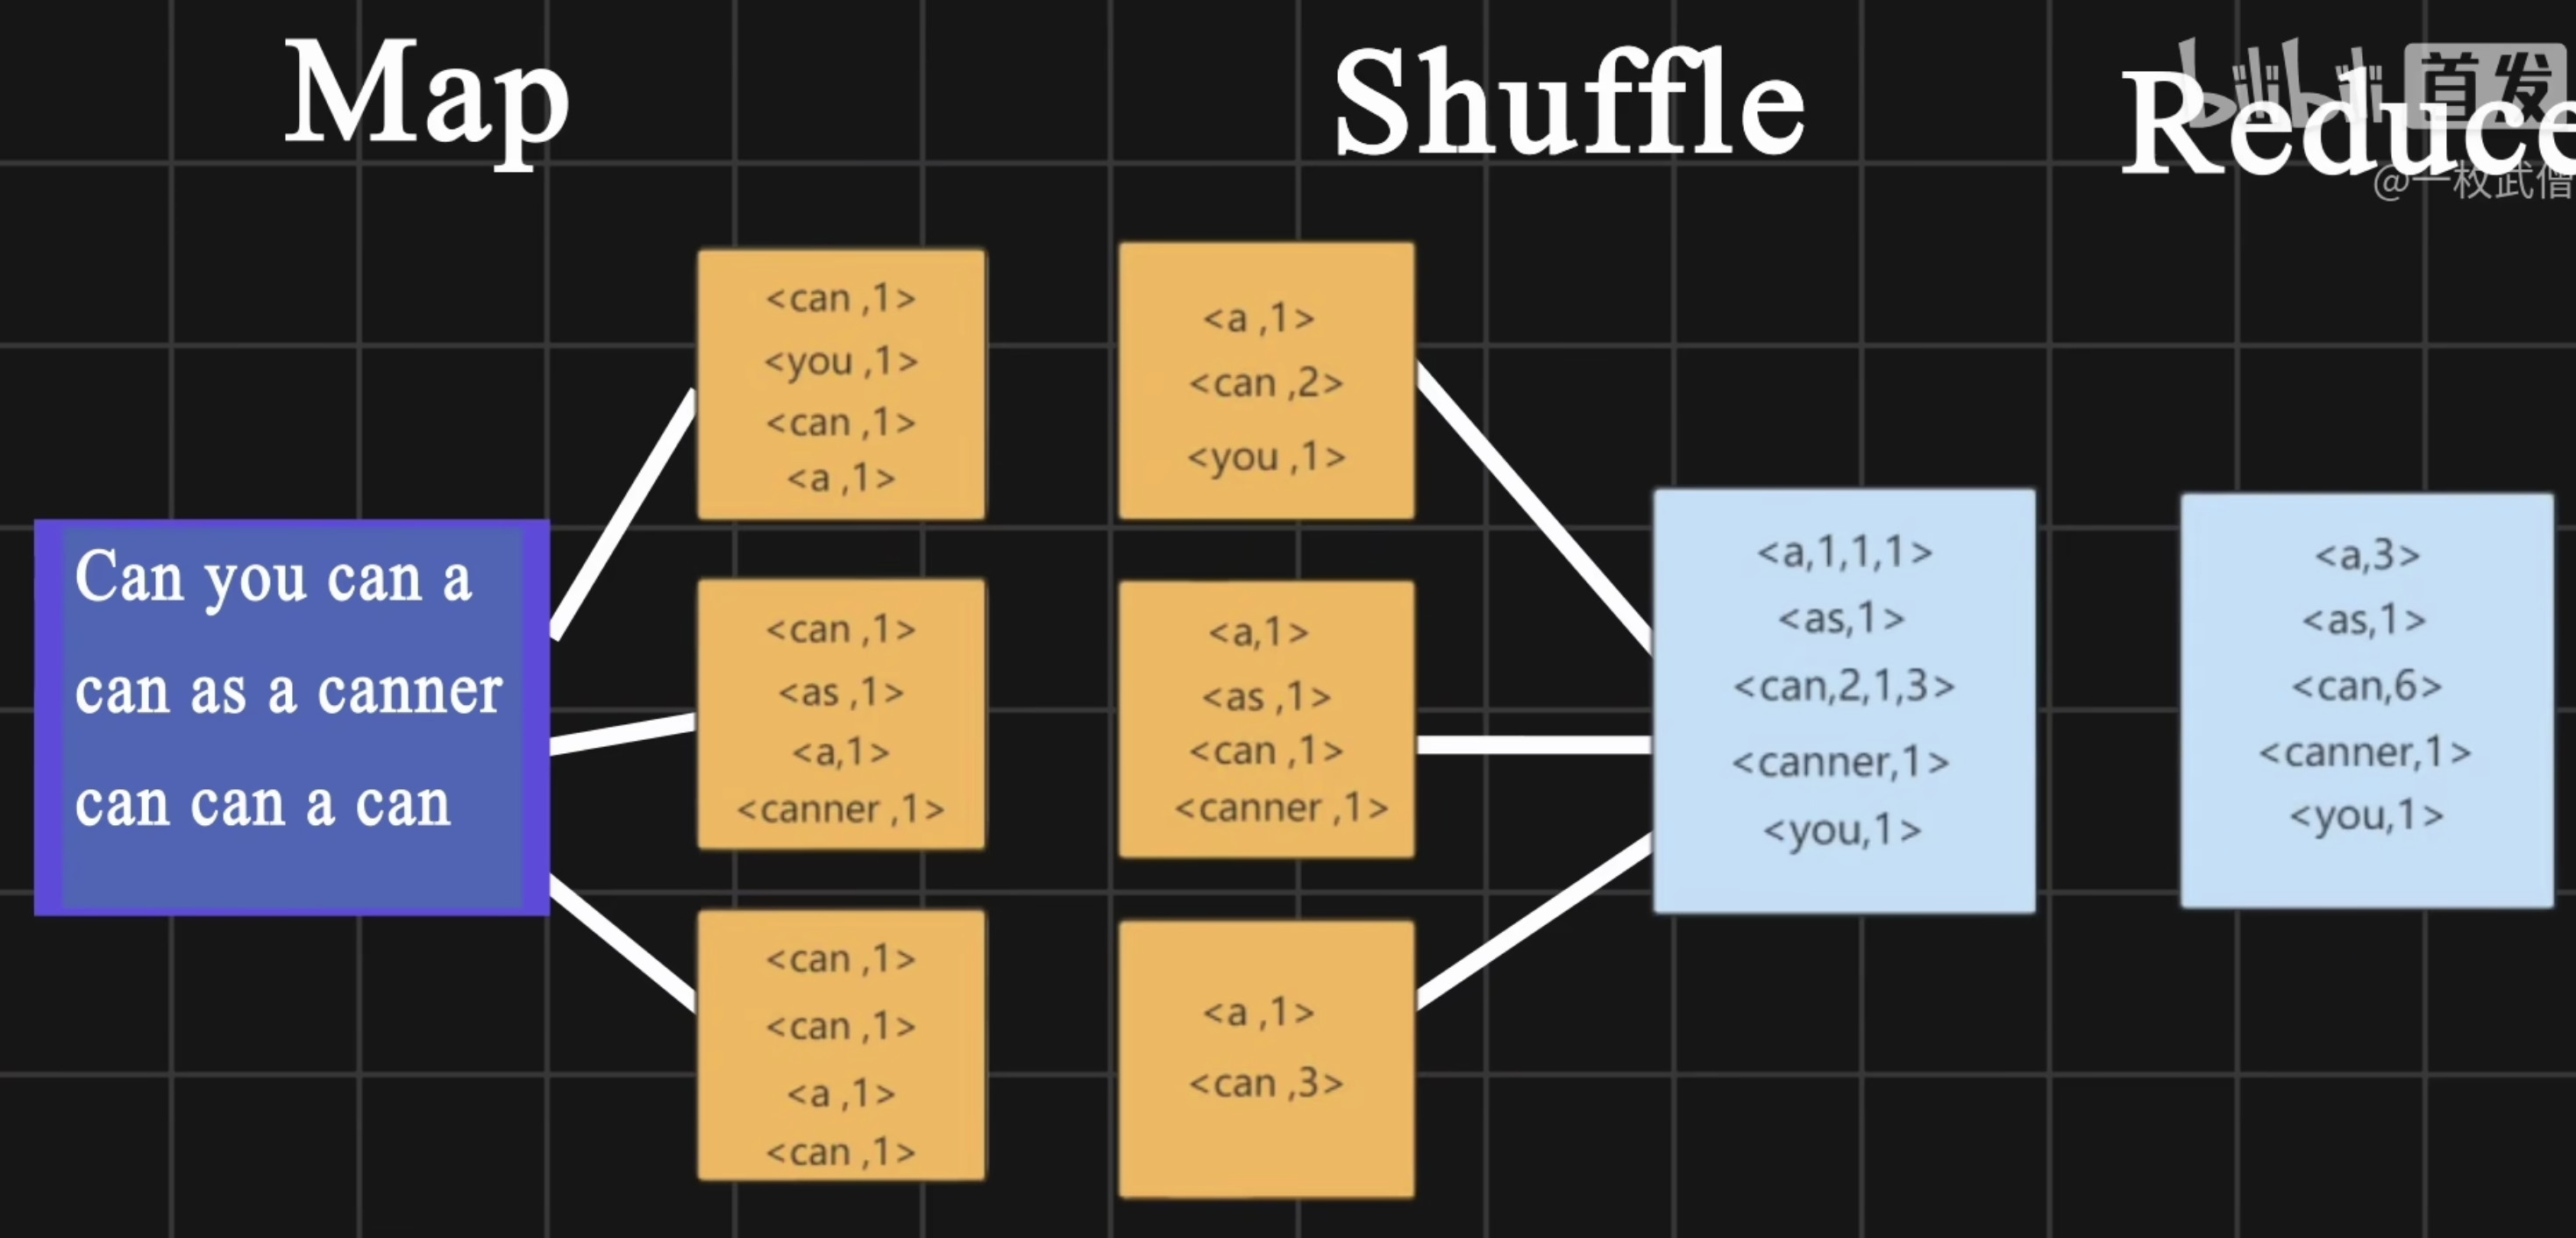 Map
Shuffle
Reduce
bilibili 首发
@一枚武僧
Can you can a
can as a canner
can can a can
<can ,1>
<you ,1>
<can ,1>
<a ,1>
<can ,1>
<as ,1>
<a,1>
<canner ,1>
<can ,1>
<can ,1>
<a ,1>
<can ,1>
<a ,1>
<can ,2>
<you ,1>
<a,1>
<as ,1>
<can ,1>
<canner ,1>
<a ,1>
<can ,3>
<a,1,1,1>
<as,1>
<can,2,1,3>
<canner,1>
<you,1>
<a,3>
<as,1>
<can,6>
<canner,1>
<you,1>